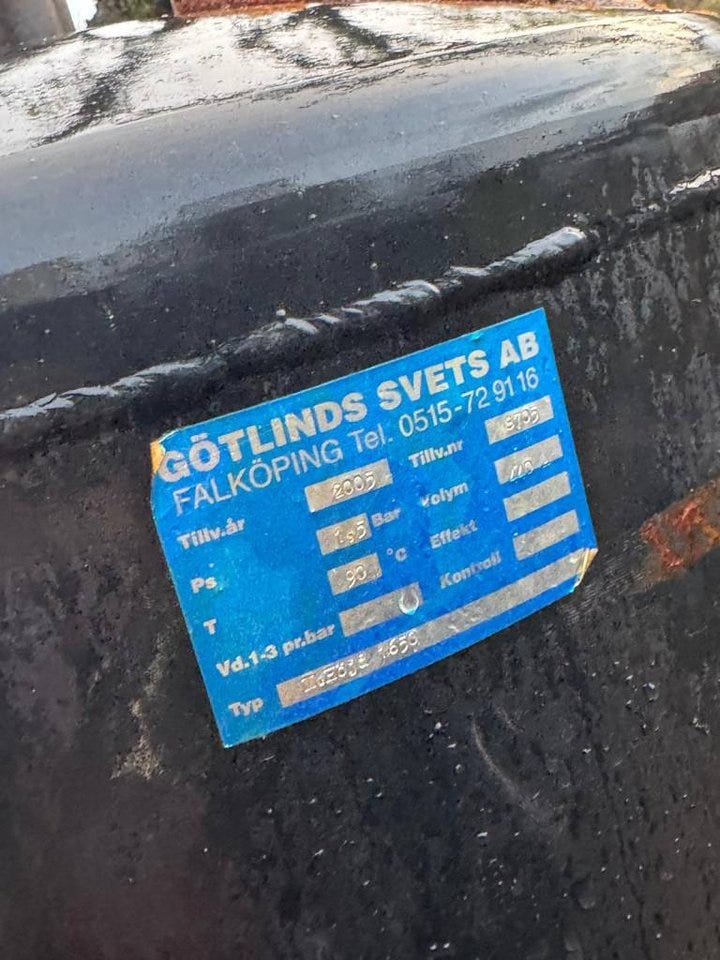 GÖTLINDS SVETS AB
FALKÖPING Tel. 0515-72 91 16
Tillv.år 2005 Tillv.nr
Ps Bar Volym
T 90 °C Effekt
Vd.1-3 pr.bar Kontroll
Typ